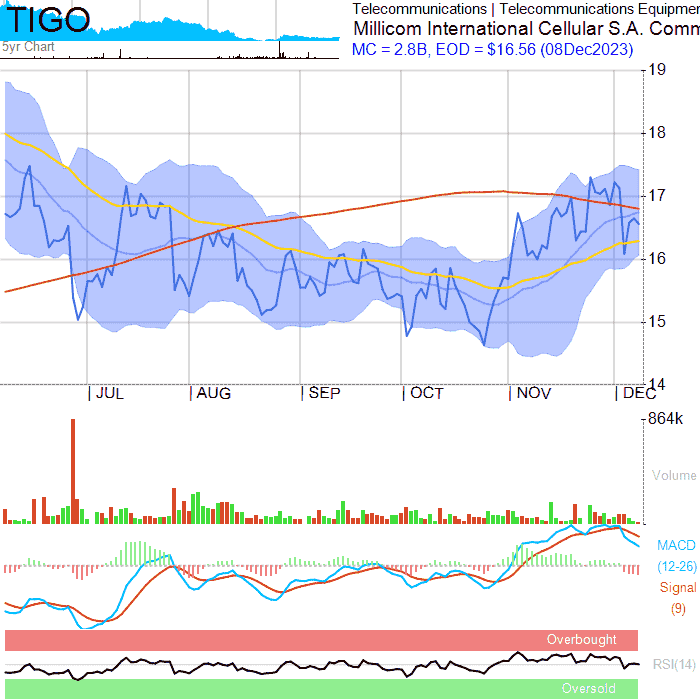 TIGO
5yr Chart
Telecommunications | Telecommunications Equipmen
Millicom International Cellular S.A. Comm
MC = 2.8B, EOD = $16.56 (08Dec2023)
19
18
17
16
15
14
| JUL | AUG | SEP | OCT | NOV | DEC
864k
Volume
MACD
(12-26)
Signal
(9)
Overbought
RSI(14)
Oversold